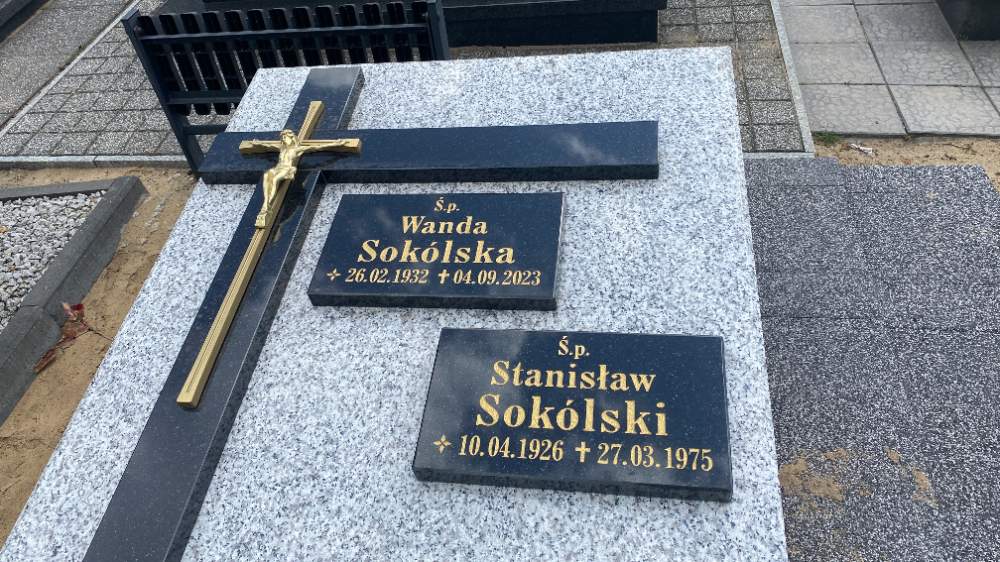 Ś.p.
Wanda
Sokólska
✧ 26.02.1932 ✝ 04.09.2023
Ś.p.
Stanisław
Sokólski
✧ 10.04.1926 ✝ 27.03.1975